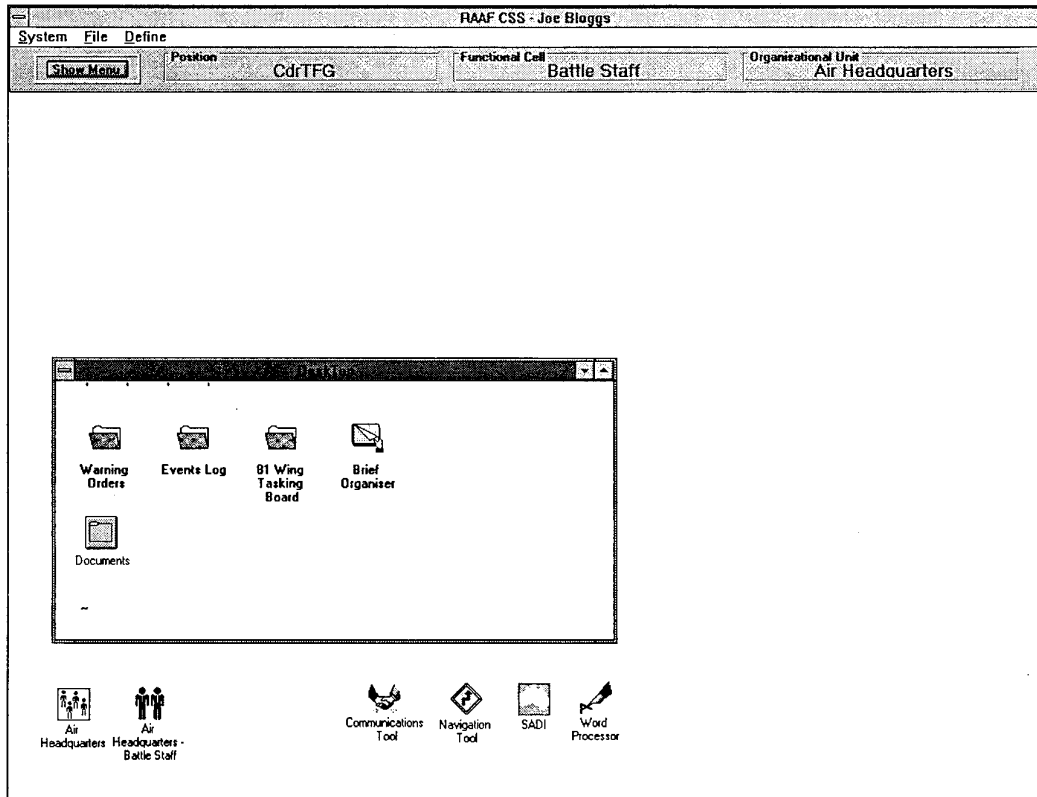 RAAF CSS - Joe Bloggs
System File Define
Show Menu
Position
CdrTFG
Functional Cell
Battle Staff
Organisational Unit
Air Headquarters
Desktop
Warning
Orders
Events Log
81 Wing
Tasking
Board
Brief
Organiser
Documents
Air
Headquarters
Air
Headquarters -
Battle Staff
Communications
Tool
Navigation
Tool
SADI
Word
Processor